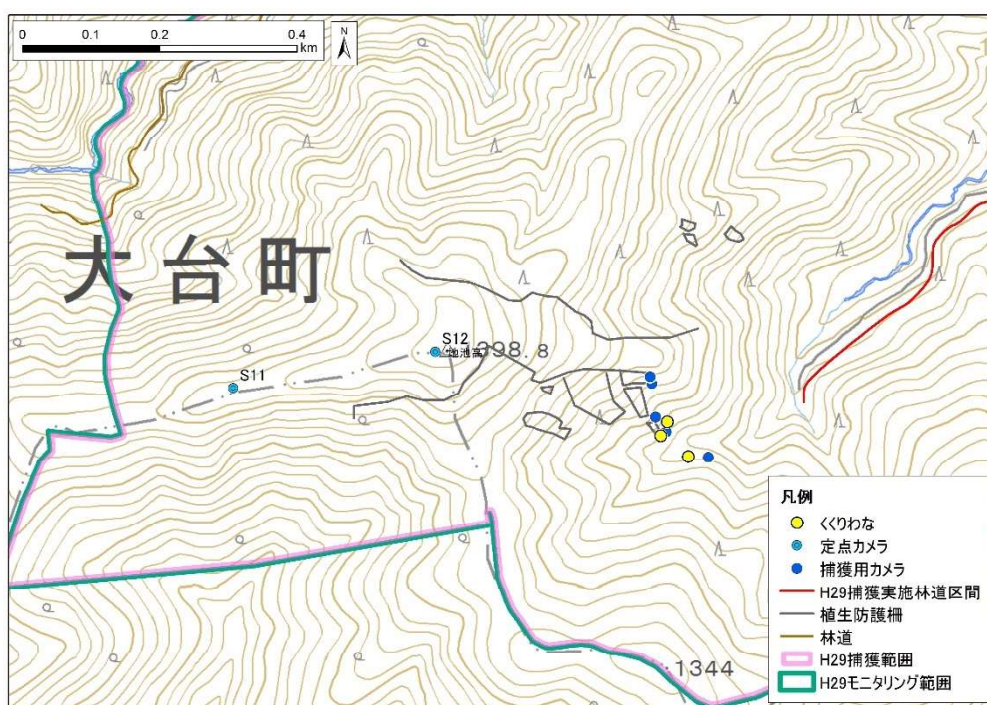 0 0.1 0.2 0.4
km
N
大台町
S12
1398.8
S11
1344
凡例
くくりわな
定点カメラ
捕獲用カメラ
H29捕獲実施林道区間
植生防護柵
林道
H29捕獲範囲
H29モニタリング範囲